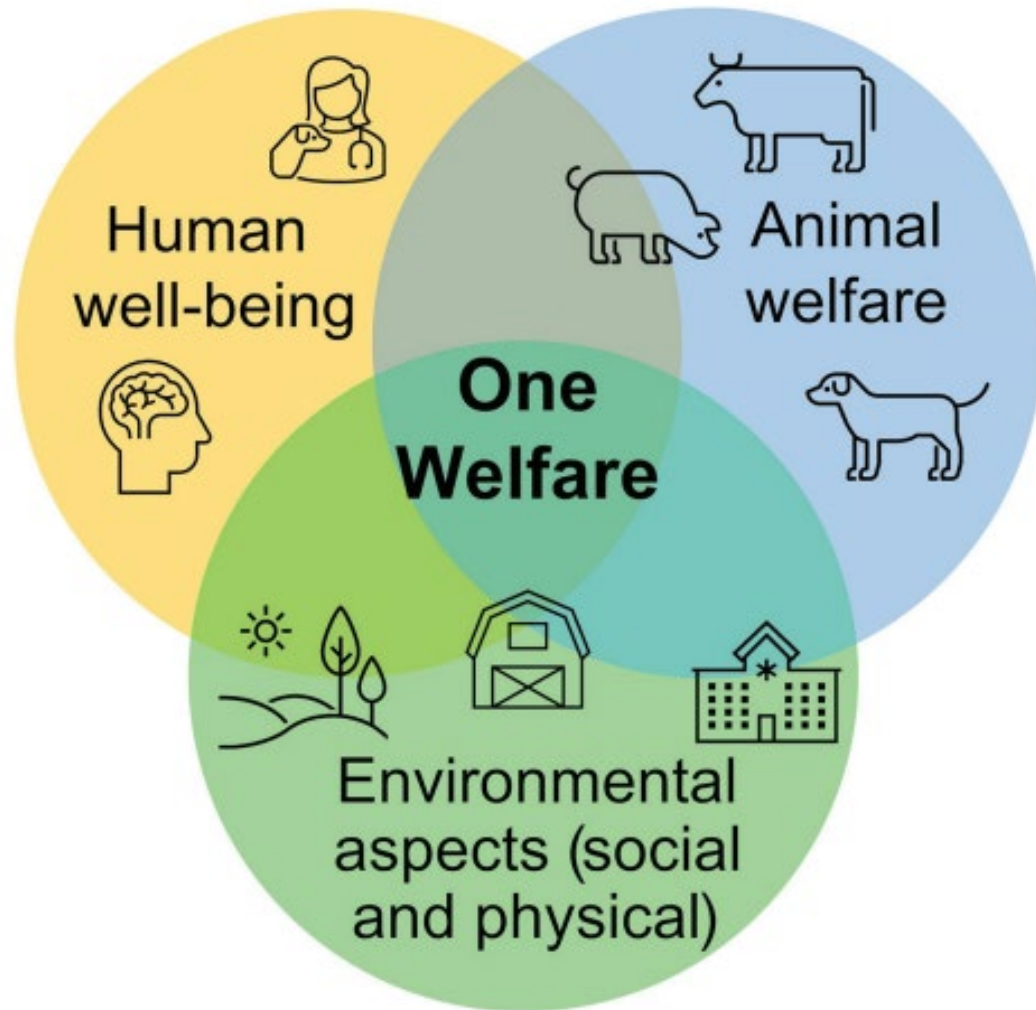 Human
well-being
Animal
welfare
One
Welfare
Environmental
aspects (social
and physical)